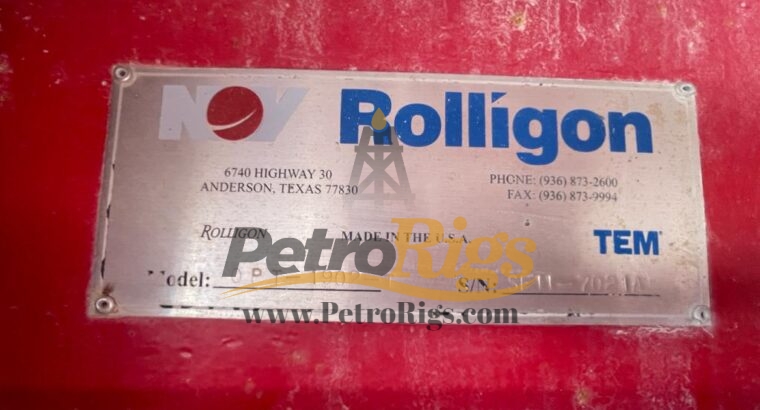 NOV Rolligon
6740 HIGHWAY 30
ANDERSON, TEXAS 77830
PHONE: (936) 873-2600
FAX: (936) 873-9994
ROLLIGON MADE IN THE U.S.A. TEM
PetroRigs
Model: S/N:
www.PetroRigs.com